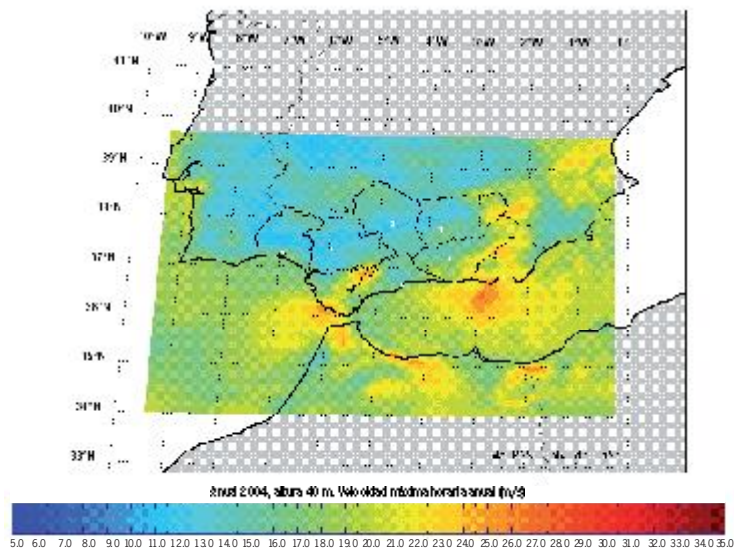 10°W 9°W 8°W 7°W 6°W 5°W 4°W 3°W 2°W 1°W
41°N
40°N
39°N
38°N
37°N
36°N
35°N
34°N
33°N
Anual 2004, altura 40 m. Velocidad máxima horaria anual (m/s)
5.0 6.0 7.0 8.0 9.0 10.0 11.0 12.0 13.0 14.0 15.0 16.0 17.0 18.0 19.0 20.0 21.0 22.0 23.0 24.0 25.0 26.0 27.0 28.0 29.0 30.0 31.0 32.0 33.0 34.0 35.0